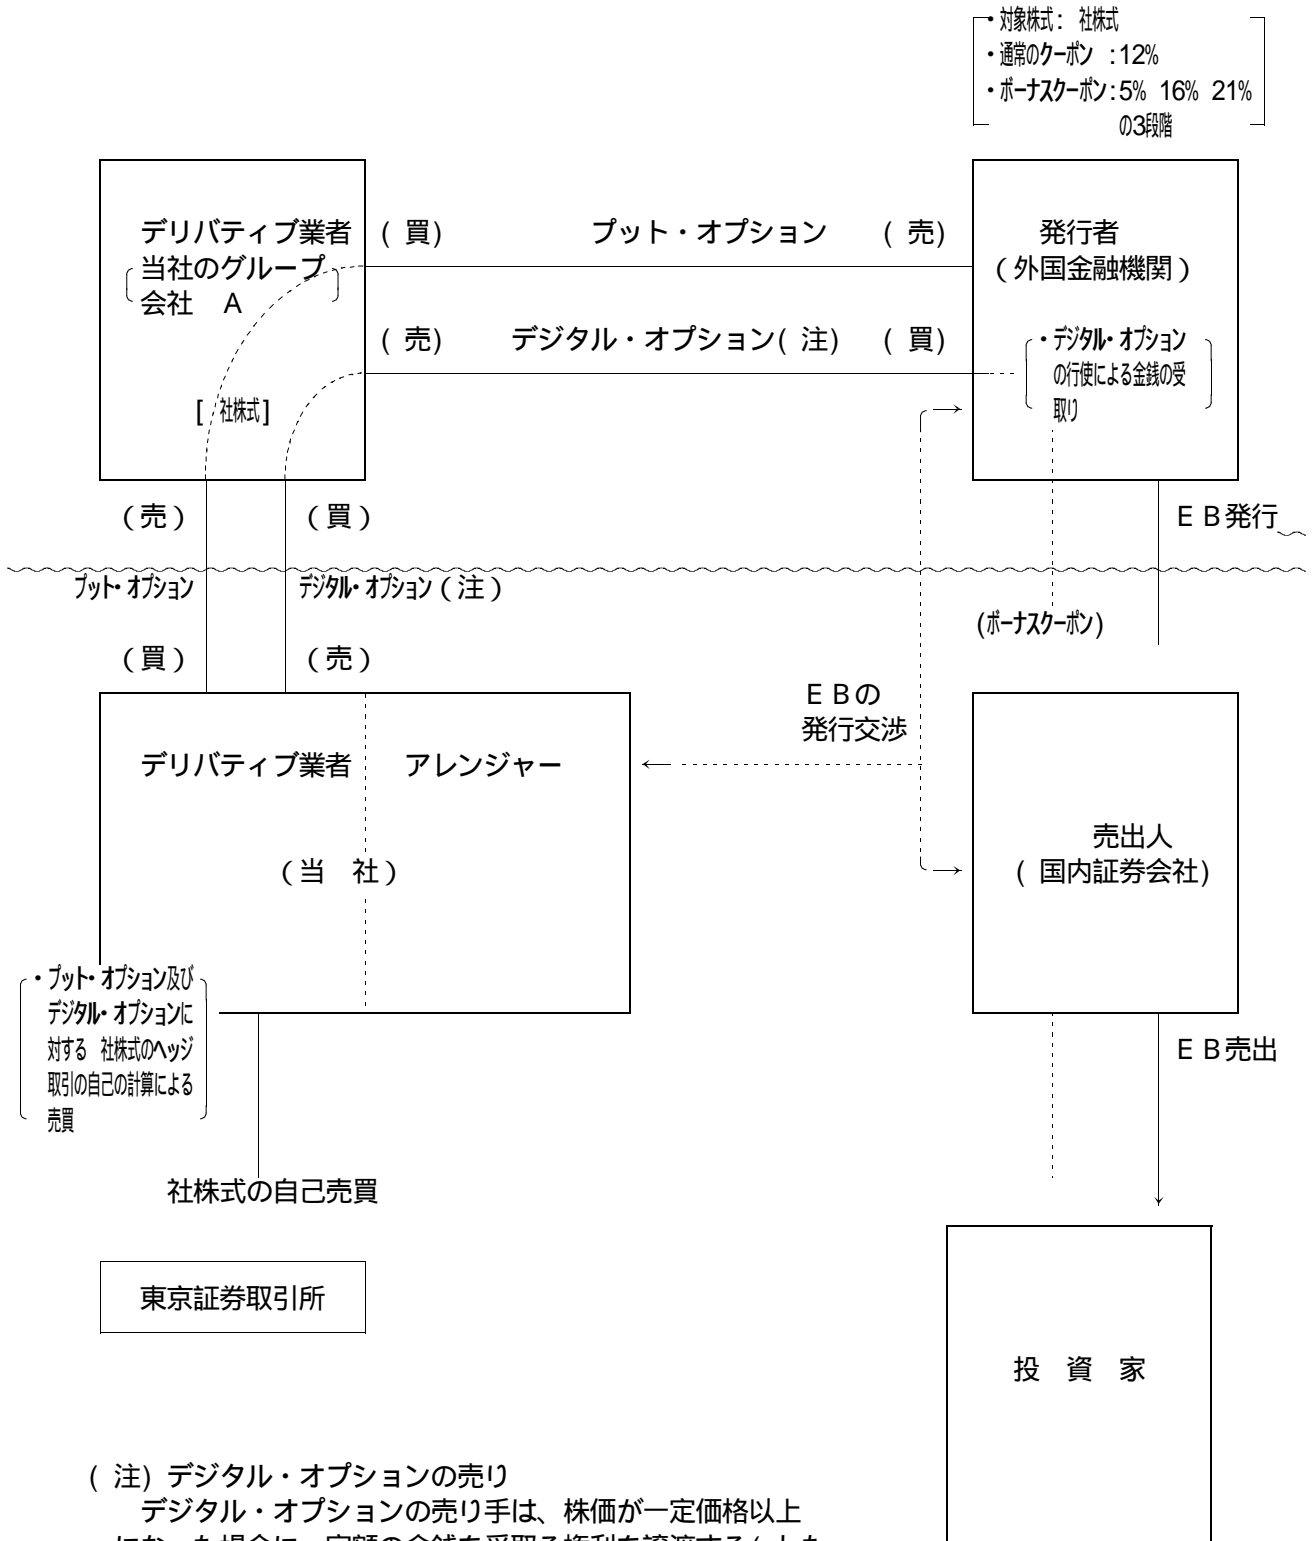 ・対象株式： 社株式
・通常のクーポン :12%
・ボーナスクーポン:5% 16% 21%
の3段階
デリバティブ業者
当社のグループ
会社 A
(買)
プット・オプション
(売)
発行者
(外国金融機関)
(売)
デジタル・オプション(注)
(買)
・デジタル・オプション
の行使による金銭の受
取り
[ 社株式]
(売)
(買)
EB発行
プット・オプション
デジタル・オプション(注)
(ボーナスクーポン)
(買)
(売)
EBの
発行交渉
デリバティブ業者
アレンジャー
(当 社)
売出人
(国内証券会社)
・プット・オプション及び
デジタル・オプションに
対する 社株式のヘッジ
取引の自己の計算による
売買
EB売出
社株式の自己売買
東京証券取引所
投 資 家
(注)デジタル・オプションの売り
デジタル・オプションの売り手は、株価が一定価格以上